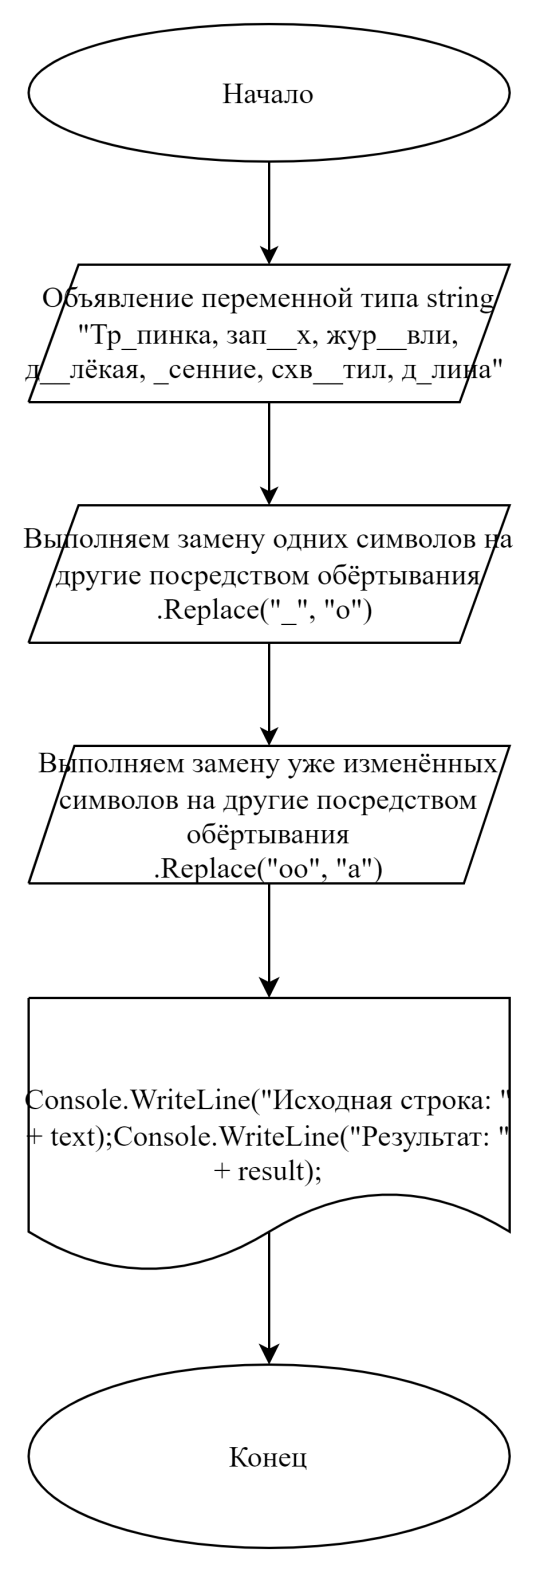 Начало
Объявление переменной типа string
"Тр_пинка, зап__х, жур__вли,
д__лёкая, _сенние, схв__тил, д_лина"
Выполняем замену одних символов на
другие посредством обёртывания
.Replace("_", "о")
Выполняем замену уже изменённых
символов на другие посредством
обёртывания
.Replace("оо", "а")
Console.WriteLine("Исходная строка: "
+ text);Console.WriteLine("Результат: "
+ result);
Конец